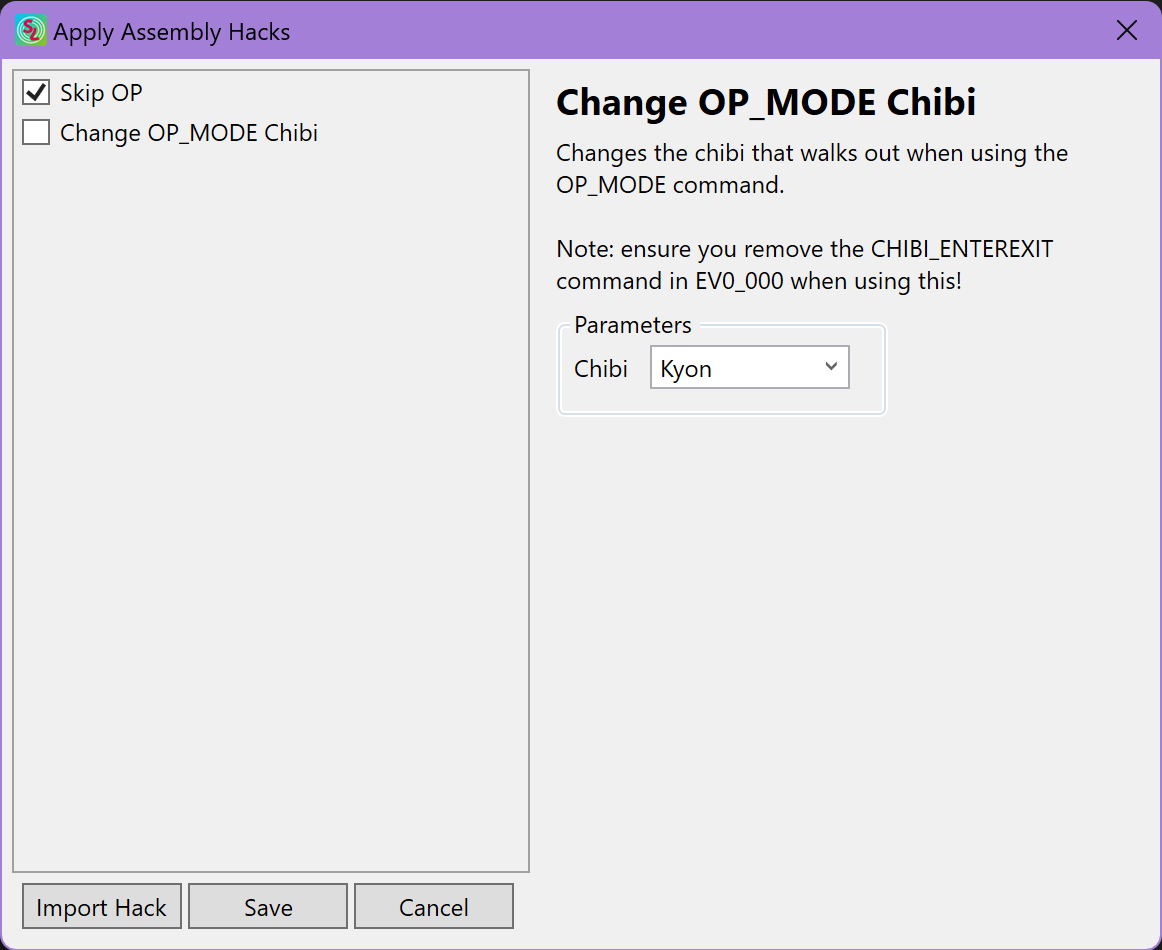 Apply Assembly Hacks
Skip OP
Change OP_MODE Chibi
Change OP_MODE Chibi
Changes the chibi that walks out when using the
OP_MODE command.
Note: ensure you remove the CHIBI_ENTEREXIT
command in EV0_000 when using this!
Parameters
Chibi
Kyon
Import Hack
Save
Cancel